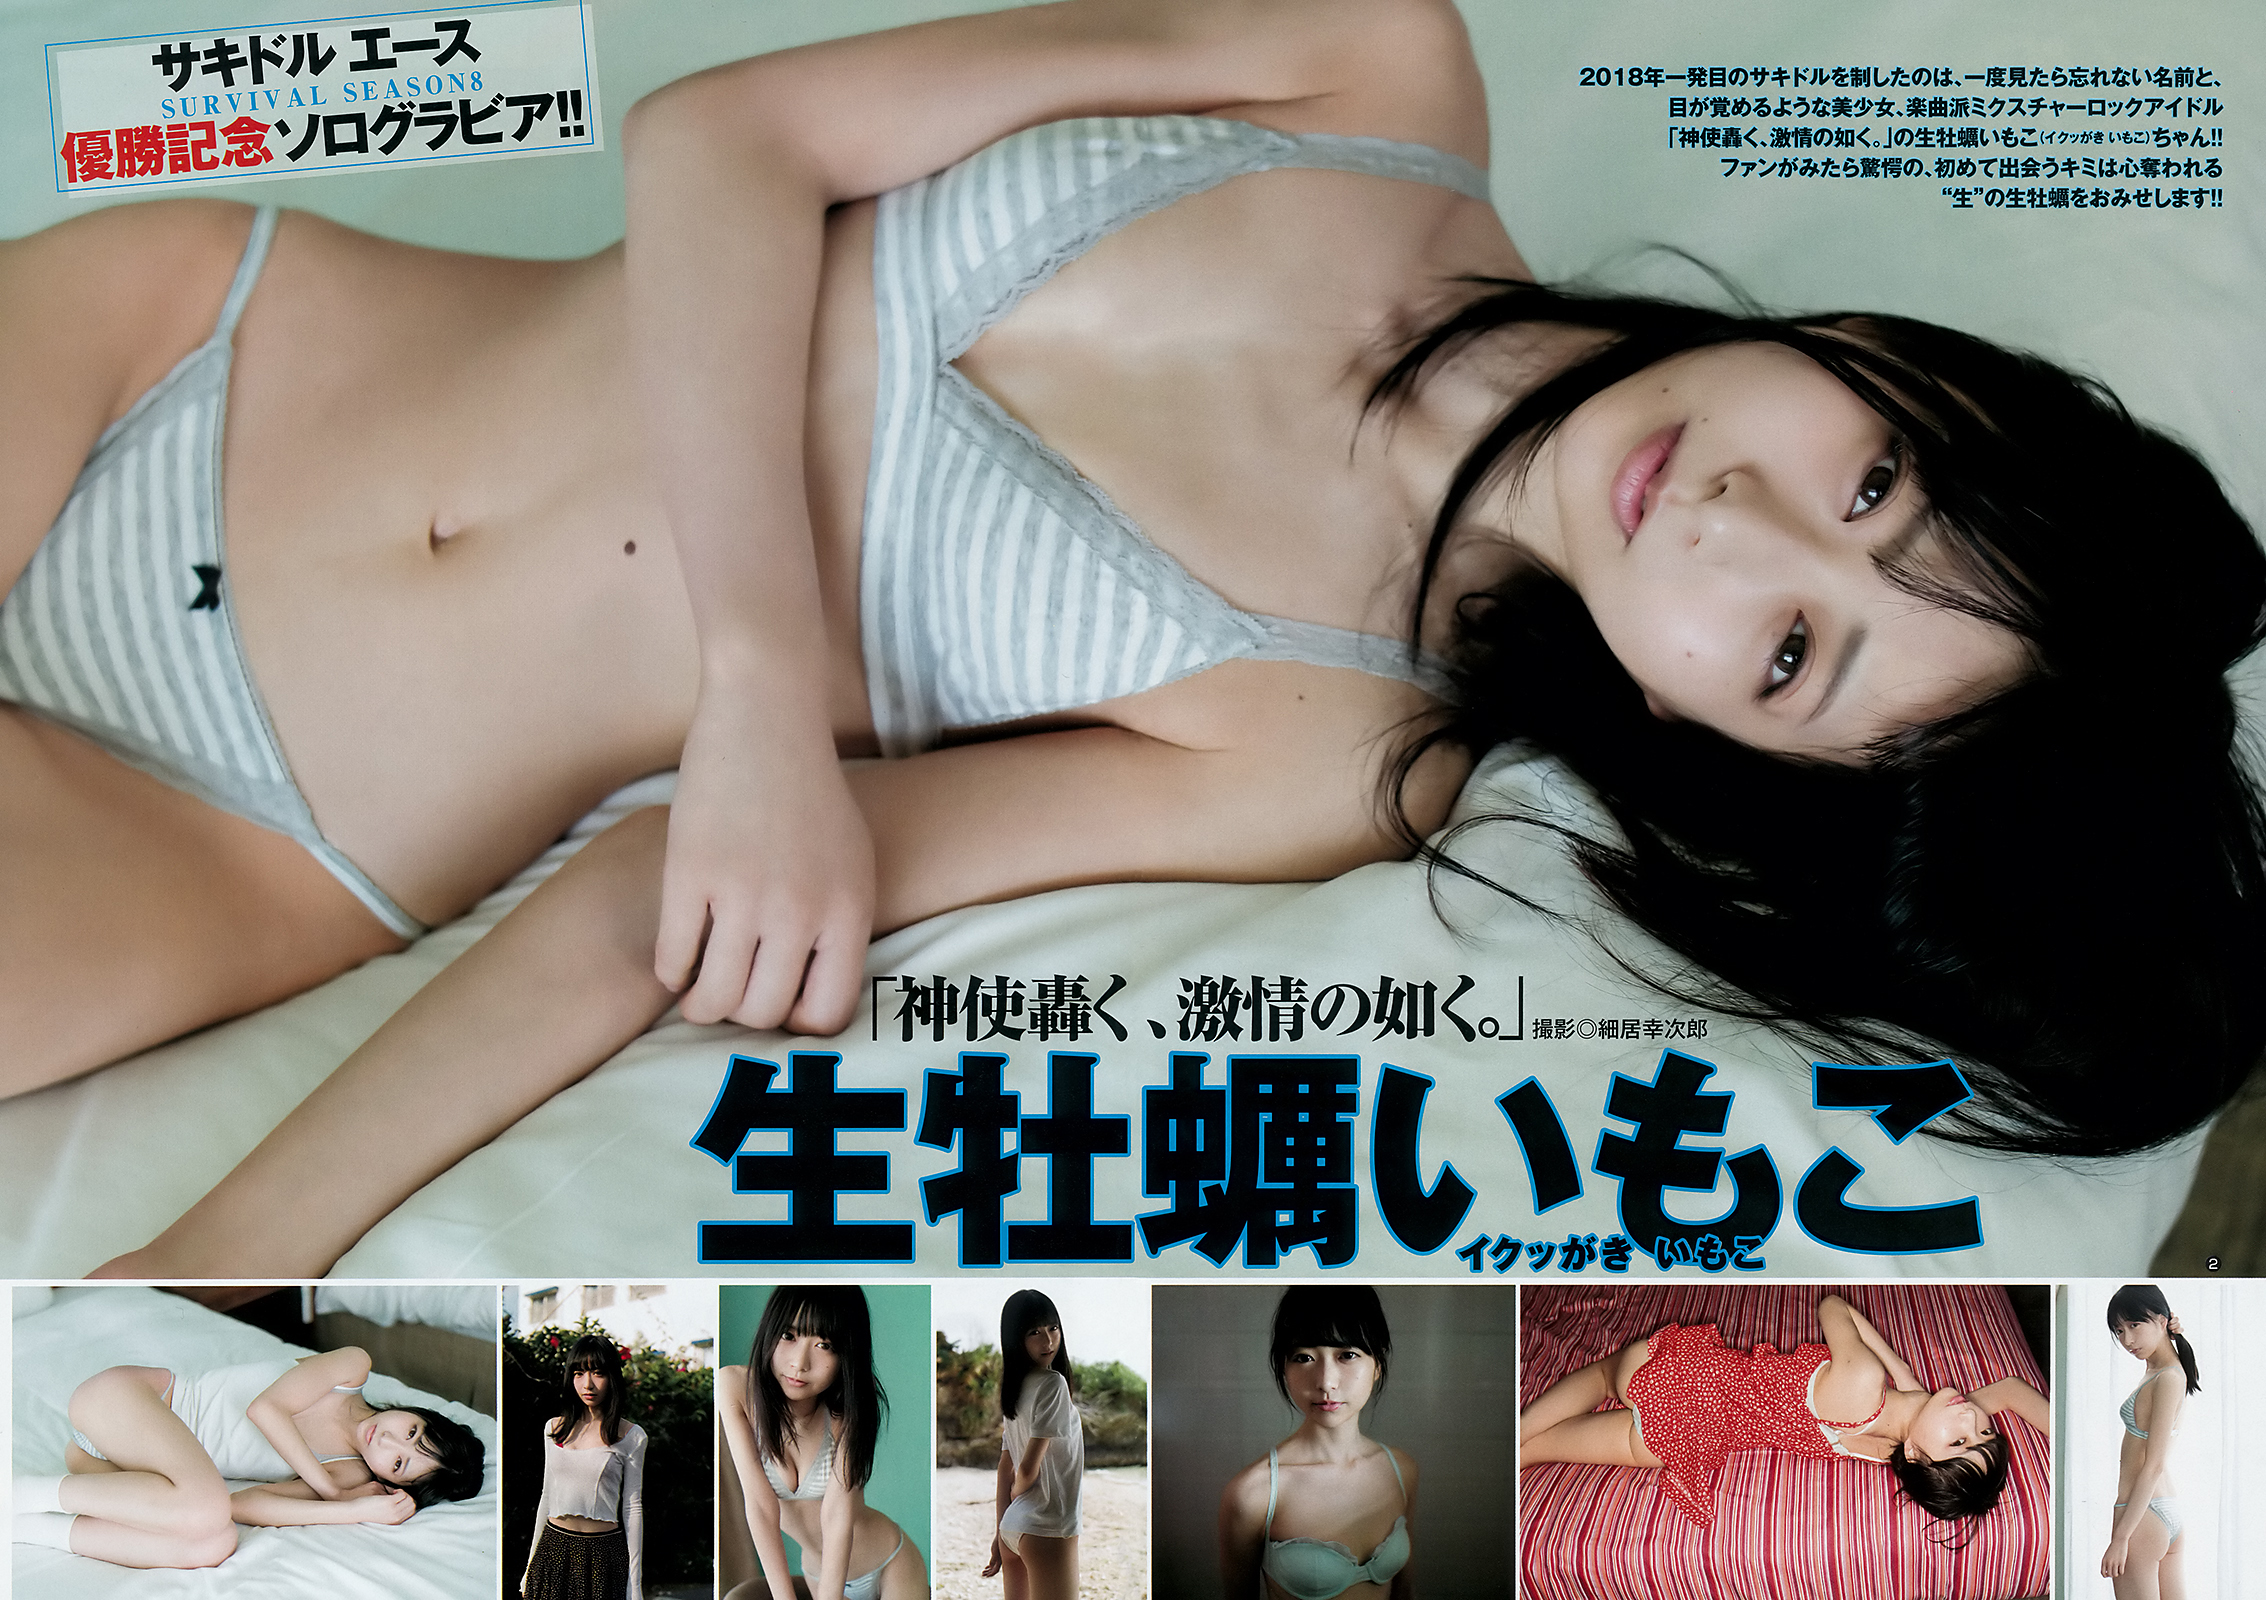 サキドル エース
SURVIVAL SEASON8
優勝記念ソログラビア!!
2018年一発目のサキドルを制したのは、一度見たら忘れない名前と、
目が覚めるような美少女、楽曲派ミクスチャーロックアイドル
「神使轟く、激情の如く。」の生牡蠣いもこ(イクッがき いもこ)ちゃん!!
ファンがみたら驚愕の、初めて出会うキミは心奪われる
“生”の生牡蠣をおみせします!!
「神使轟く、激情の如く。」撮影◎細居幸次郎
生牡蠣いもこ
イクッがき いもこ
2